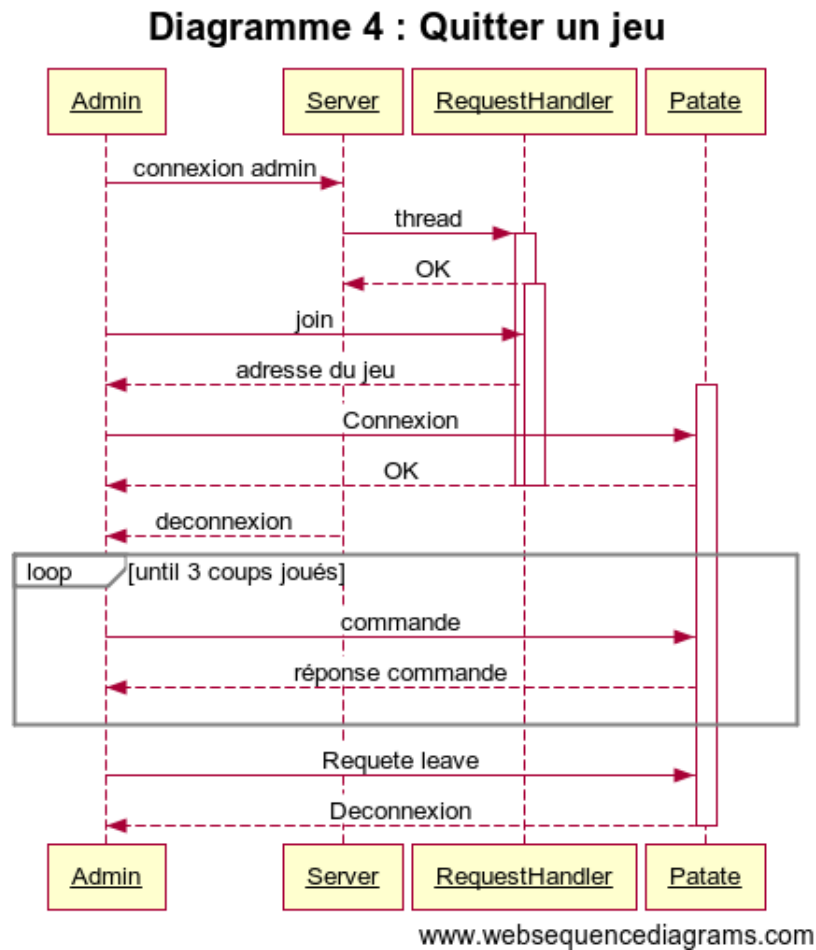 Diagramme 4 : Quitter un jeu
Admin Server RequestHandler Patate
connexion admin
thread
OK
join
adresse du jeu
Connexion
OK
deconnexion
loop [until 3 coups joués]
commande
réponse commande
Requete leave
Deconnexion
Admin Server RequestHandler Patate
www.websequencediagrams.com